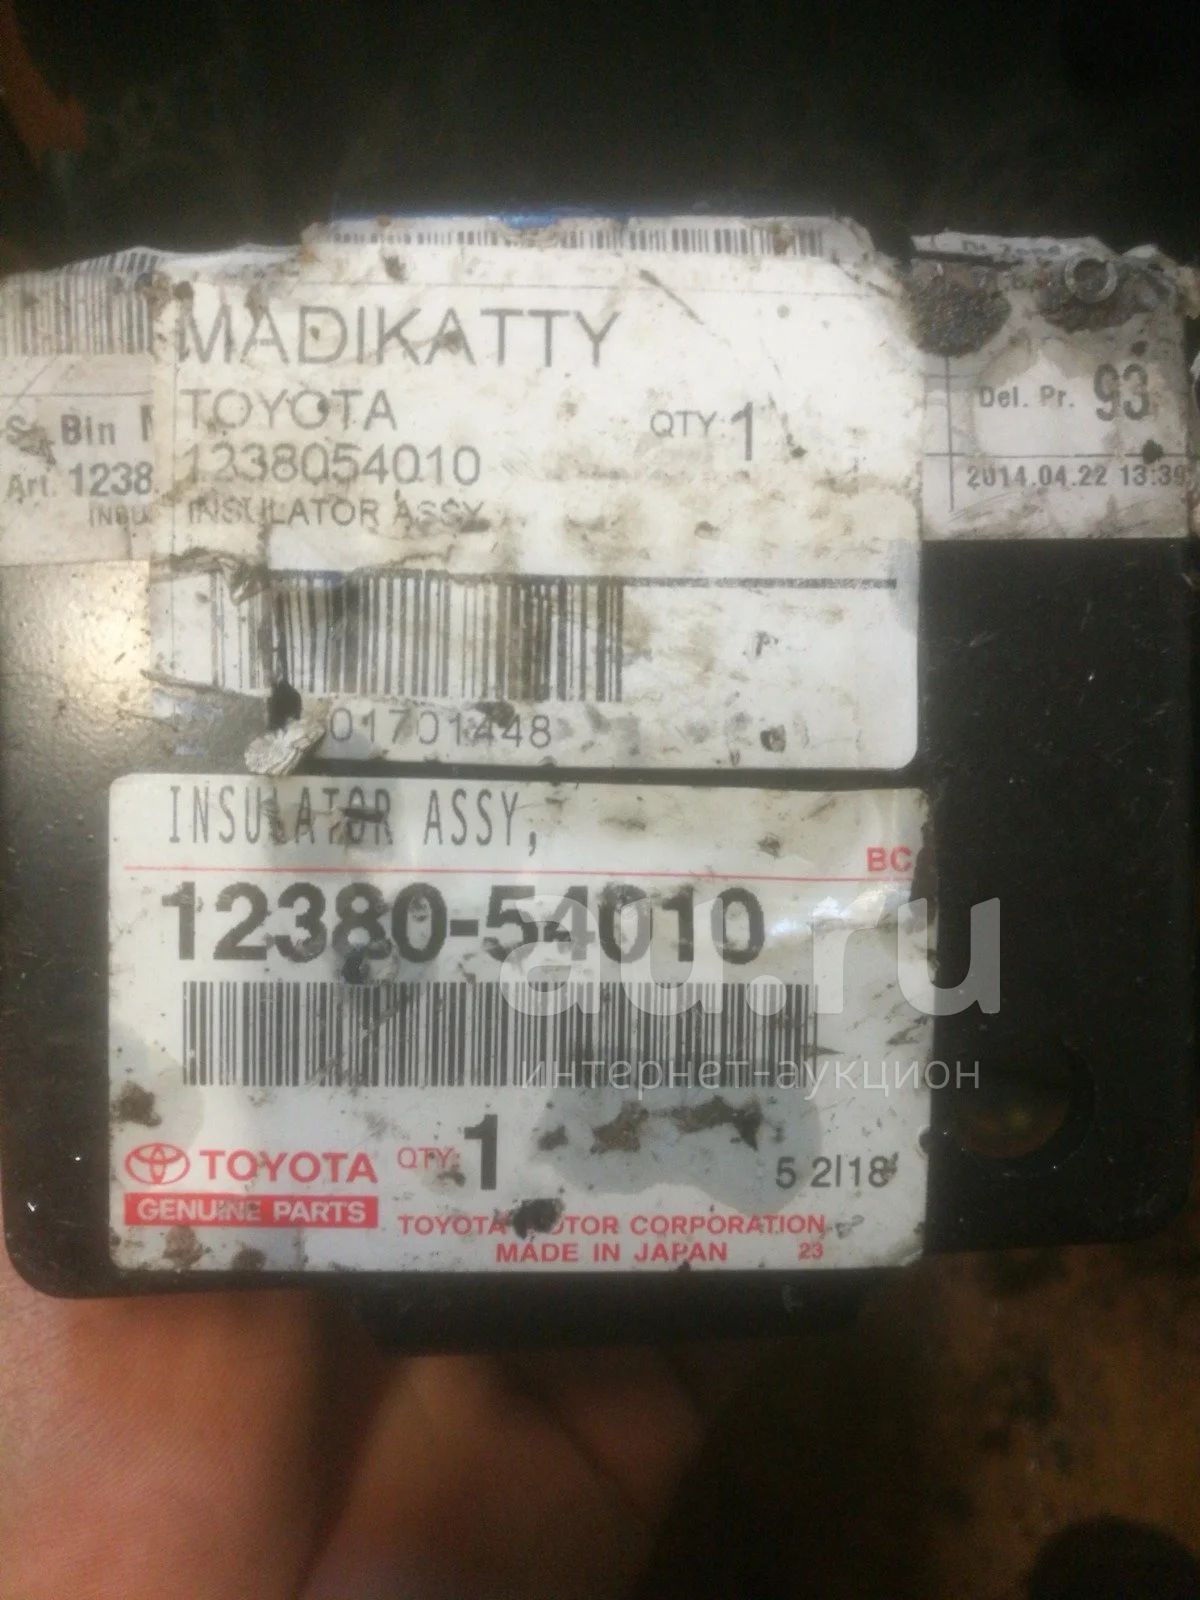 MADIKATTY
TOYOTA
QTY 1
1238054010
INSULATOR ASSY
Bin
Art. 1238
Del. Pr. 93
2014.04.22 13:39
01701448
INSULATOR ASSY,
BC
12380-54010
au.ru
интернет-аукцион
TOYOTA
QTY. 1
5 2/18
GENUINE PARTS
TOYOTA MOTOR CORPORATION
MADE IN JAPAN 23